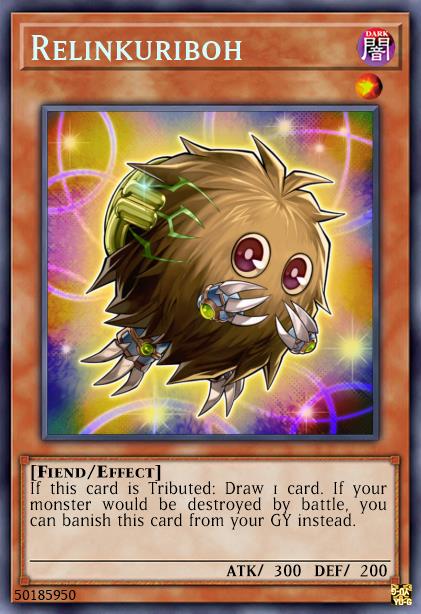 RELINKURIBOH
DARK
闇
[FIEND/EFFECT]
If this card is Tributed: Draw 1 card. If your
monster would be destroyed by battle, you
can banish this card from your GY instead.
ATK/ 300 DEF/ 200
50185950